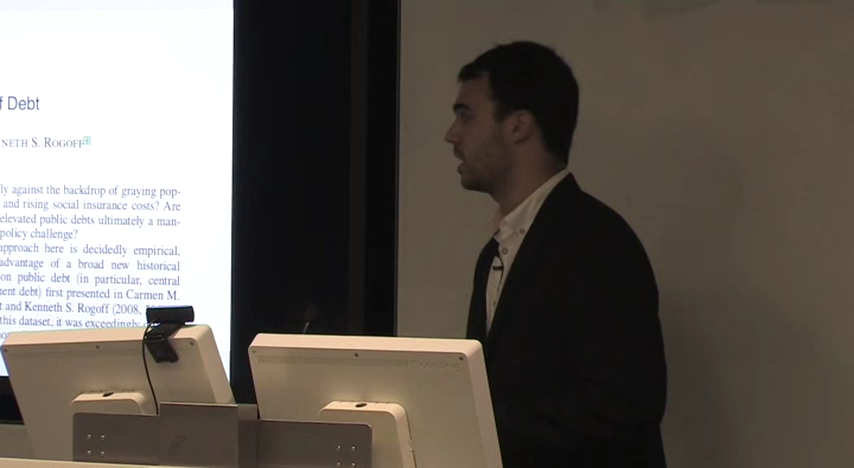 f Debt
NETH S. ROGOFF
ly against the backdrop of graying pop-
and rising social insurance costs? Are
elevated public debts ultimately a man-
policy challenge?
approach here is decidedly empirical,
advantage of a broad new historical
on public debt (in particular, central
ment debt) first presented in Carmen M.
t and Kenneth S. Rogoff (2008,
this dataset, it was exceedingly